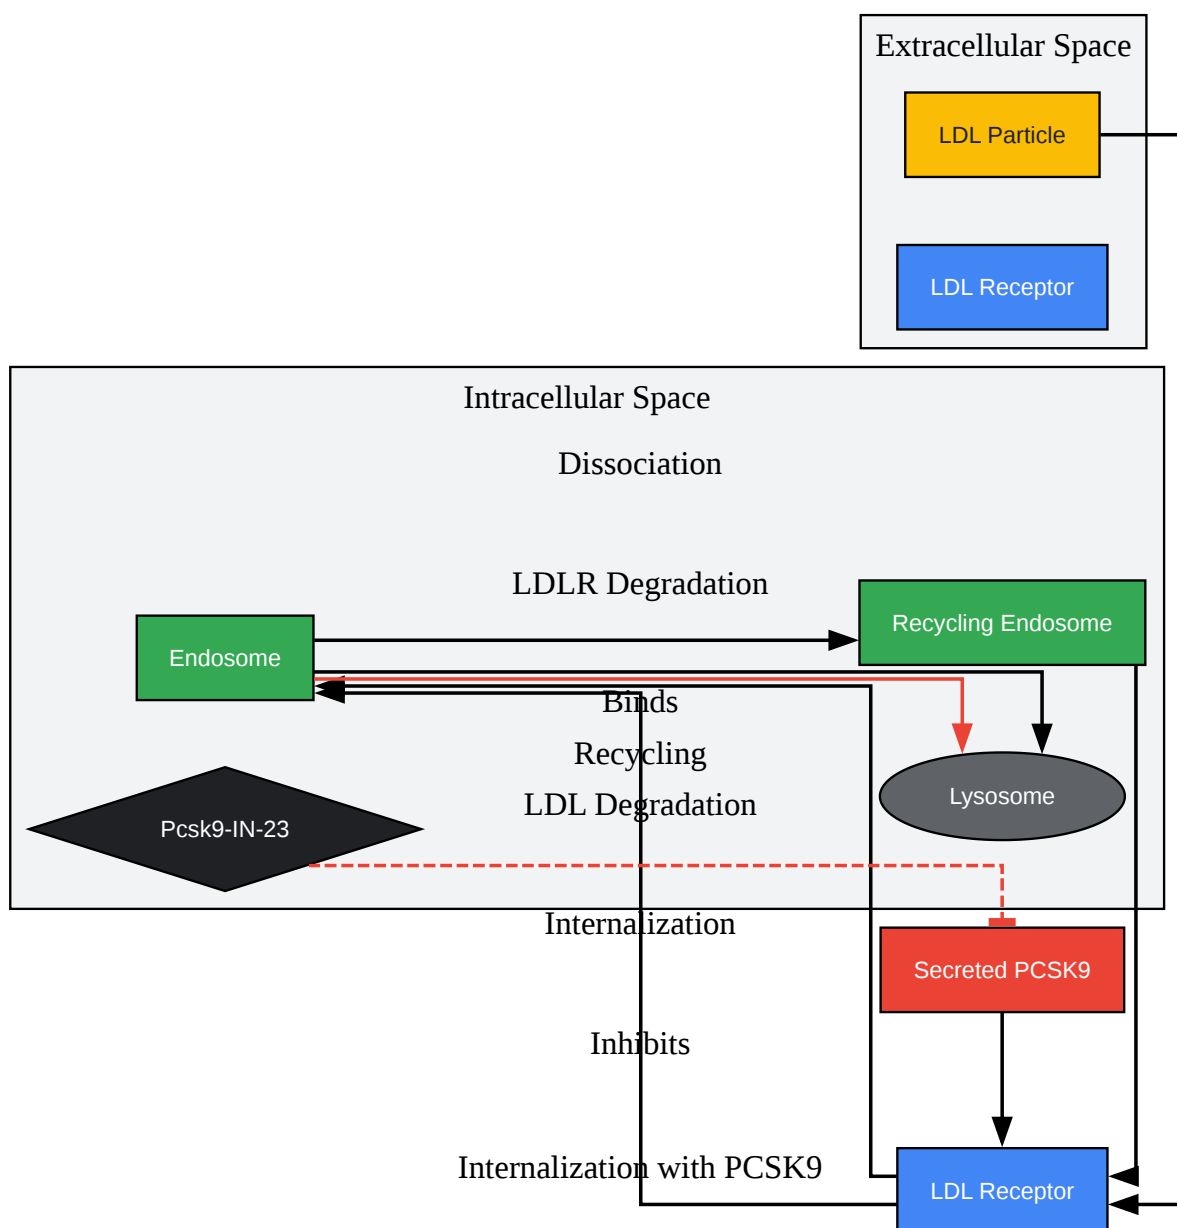 Extracellular Space
LDL Particle
LDL Receptor
Intracellular Space
Dissociation
LDLR Degradation
Recycling Endosome
Endosome
Binds
Recycling
LDL Degradation
Lysosome
Pcsk9-IN-23
Internalization
Secreted PCSK9
Inhibits
Internalization with PCSK9
LDL Receptor